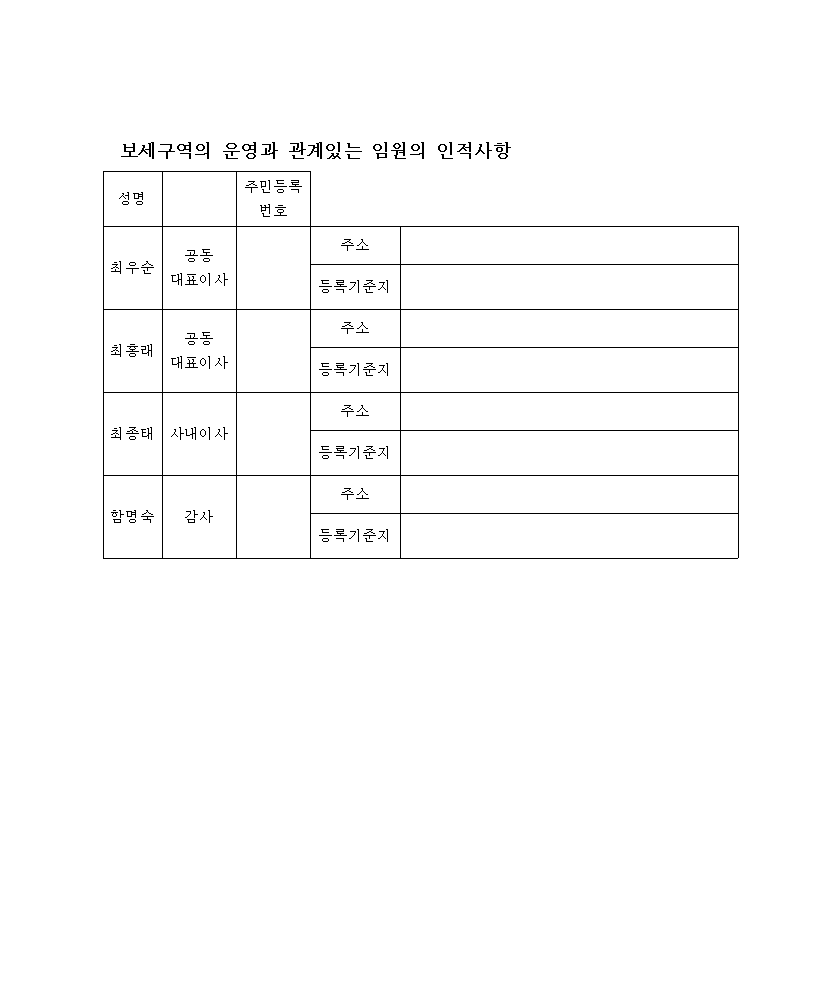 보세구역의 운영과 관계있는 임원의 인적사항
성명 주민등록
번호
최우순 공동
대표이사 주소
등록기준지
최홍래 공동
대표이사 주소
등록기준지
최종태 사내이사 주소
등록기준지
함명숙 감사 주소
등록기준지